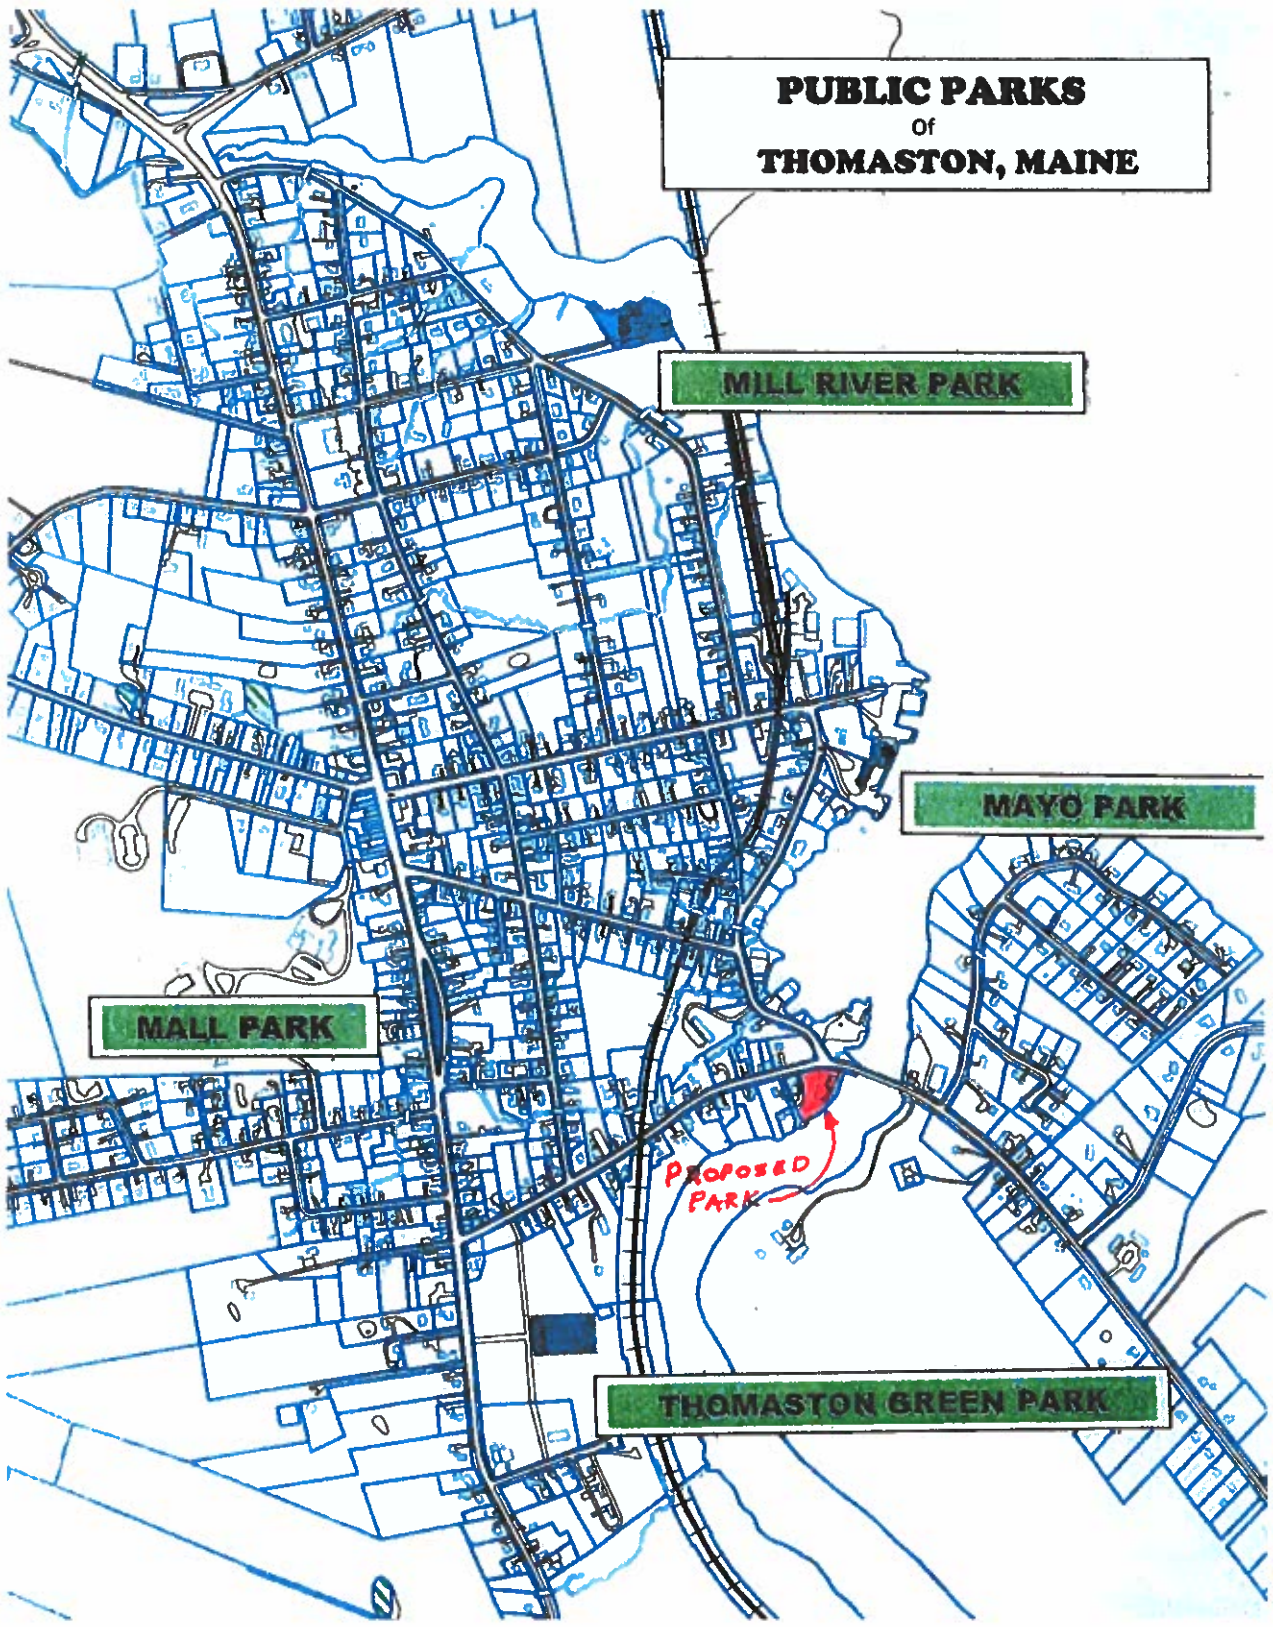 PUBLIC PARKS
Of
THOMASTON, MAINE
MILL RIVER PARK
MAYO PARK
MALL PARK
PROPOSED
PARK
THOMASTON GREEN PARK